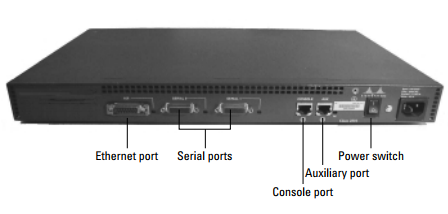 Ethernet port
Serial ports
Power switch
Auxiliary port
Console port